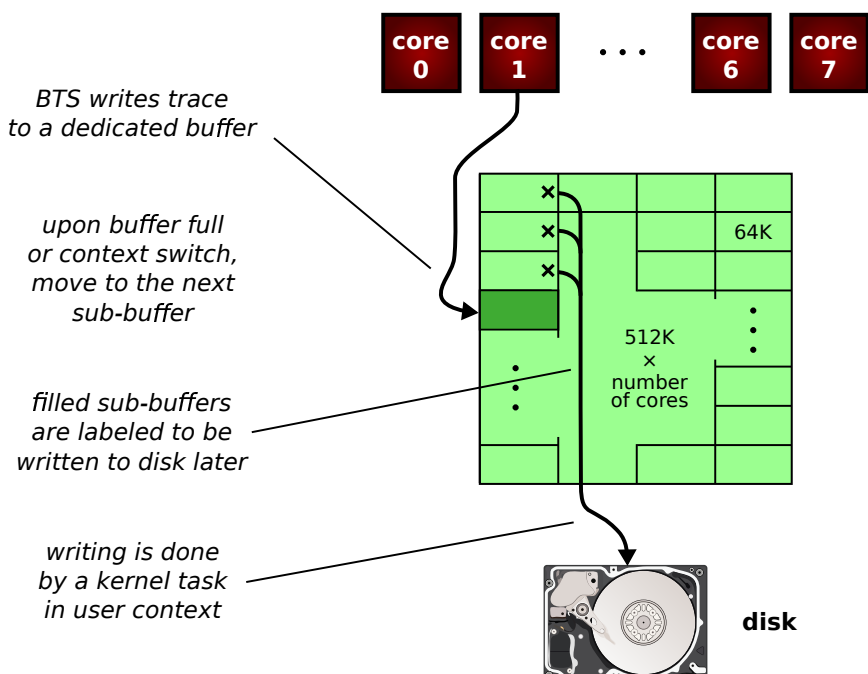 core
0
core
1
...
core
6
core
7
BTS writes trace
to a dedicated buffer
upon buffer full
or context switch,
move to the next
sub-buffer
64K
512K
×
number
of cores
filled sub-buffers
are labeled to be
written to disk later
writing is done
by a kernel task
in user context
disk